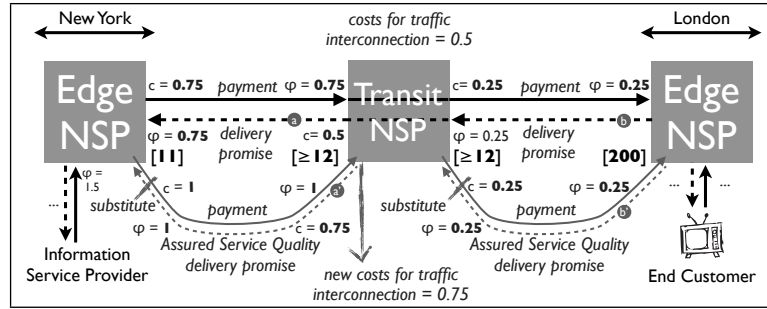 New York
costs for traffic
interconnection = 0.5
London
Edge
NSP
c = 0.75 payment φ = 0.75
Transit
NSP
c = 0.25 payment φ = 0.25
Edge
NSP
a
b
φ = 0.75 delivery promise c= 0.5
φ = 0.25 delivery promise
[11] [≥12]
[≥12] [200]
φ = 1.5
...
substitute
c = 1 φ = 1
a'
payment
φ = 1 c = 0.75
Assured Service Quality
delivery promise
substitute
c = 0.25 φ = 0.25
b'
payment
φ = 0.25
Assured Service Quality
delivery promise
... ...
Information
Service Provider
new costs for traffic
interconnection = 0.75
End Customer